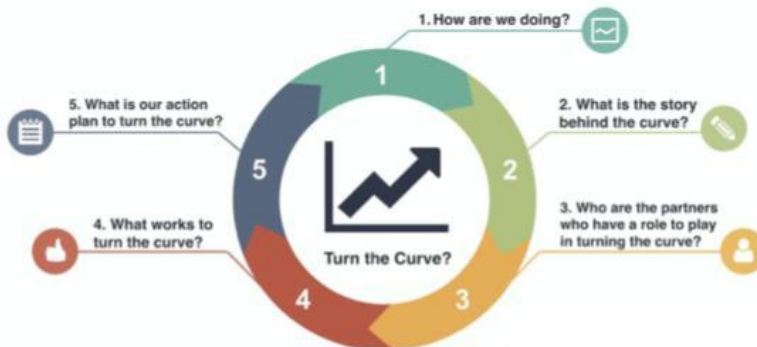 1. How are we doing?
1
2. What is the story
behind the curve?
2
3. Who are the partners
who have a role to play
in turning the curve?
3
4. What works to
turn the curve?
4
5. What is our action
plan to turn the curve?
5
Turn the Curve?